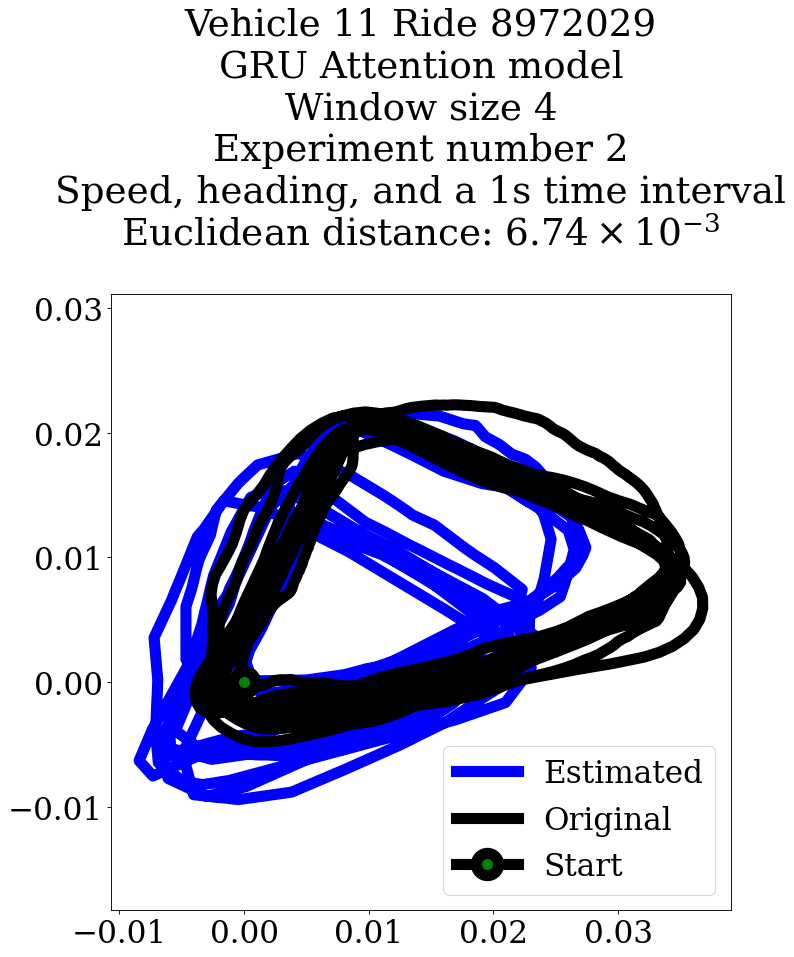 Vehicle 11 Ride 8972029
GRU Attention model
Window size 4
Experiment number 2
Speed, heading, and a 1s time interval
Euclidean distance: 6.74 × 10⁻³
0.03
0.02
0.01
0.00
−0.01
Estimated
Original
Start
−0.01 0.00 0.01 0.02 0.03